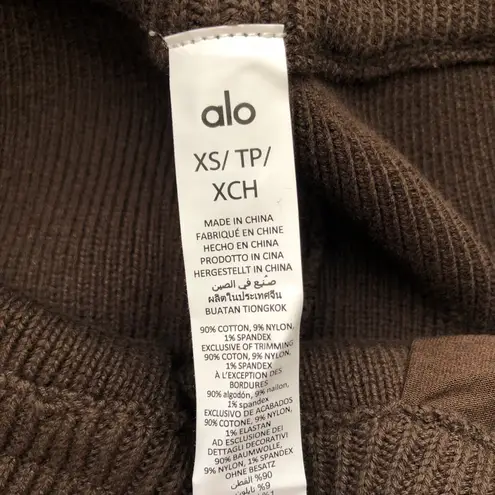 alo
XS/ TP/
XCH
MADE IN CHINA
FABRIQUÉ EN CHINE
HECHO EN CHINA
PRODOTTO IN CINA
HERGESTELLT IN CHINA
صنع في الصين
ผลิตในประเทศจีน
BUATAN TIONGKOK
90% COTTON, 9% NYLON,
1% SPANDEX
EXCLUSIVE OF TRIMMING
90% COTON, 9% NYLON,
1% SPANDEX
À L'EXCEPTION DES
BORDURES
90% algodón, 9% nailon,
1% spandex
EXCLUSIVO DE ACABADOS
90% COTONE, 9% NYLON,
1% ELASTAN
AD ESCLUSIONE DEI
DETTAGLI DECORATIVI
90% BAUMWOLLE,
9% NYLON, 1% SPANDEX
OHNE BESATZ
90% القطن
9% نايلون